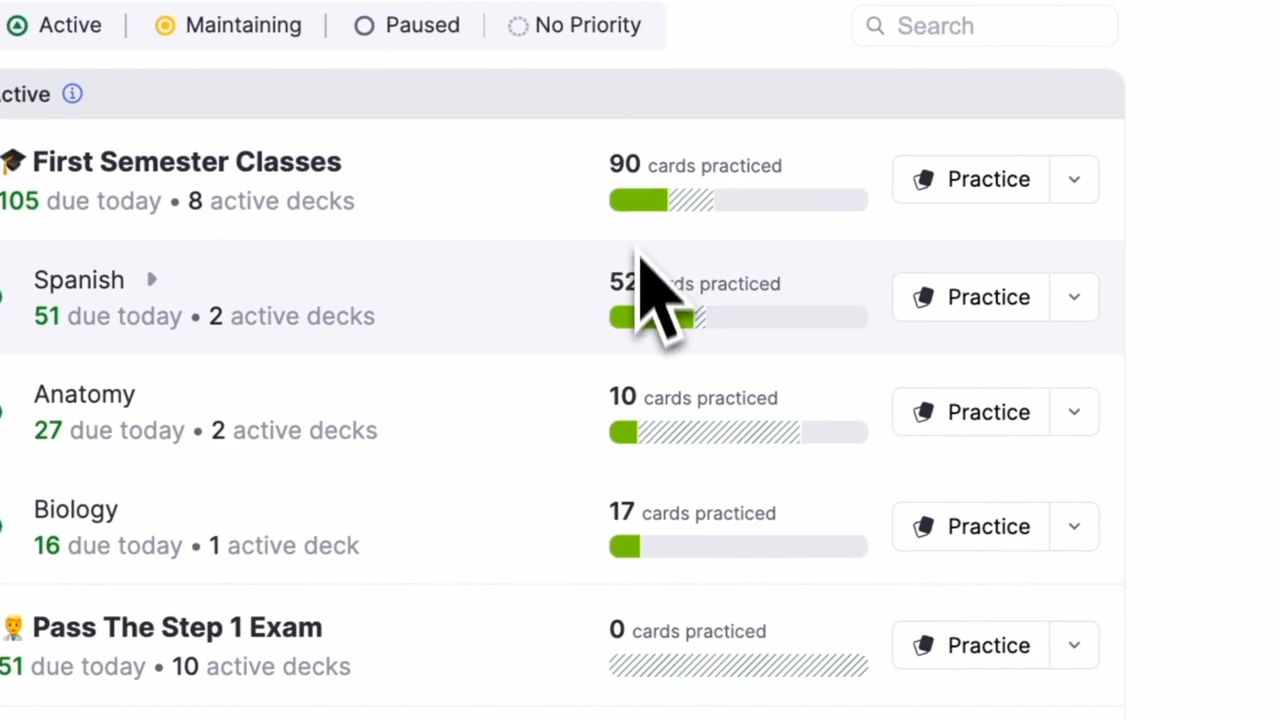 Active | Maintaining | Paused | No Priority
Search
ctive
First Semester Classes
90 cards practiced
Practice
105 due today • 8 active decks
Spanish
52 cards practiced
Practice
51 due today • 2 active decks
Anatomy
10 cards practiced
Practice
27 due today • 2 active decks
Biology
17 cards practiced
Practice
16 due today • 1 active deck
Pass The Step 1 Exam
0 cards practiced
Practice
51 due today • 10 active decks